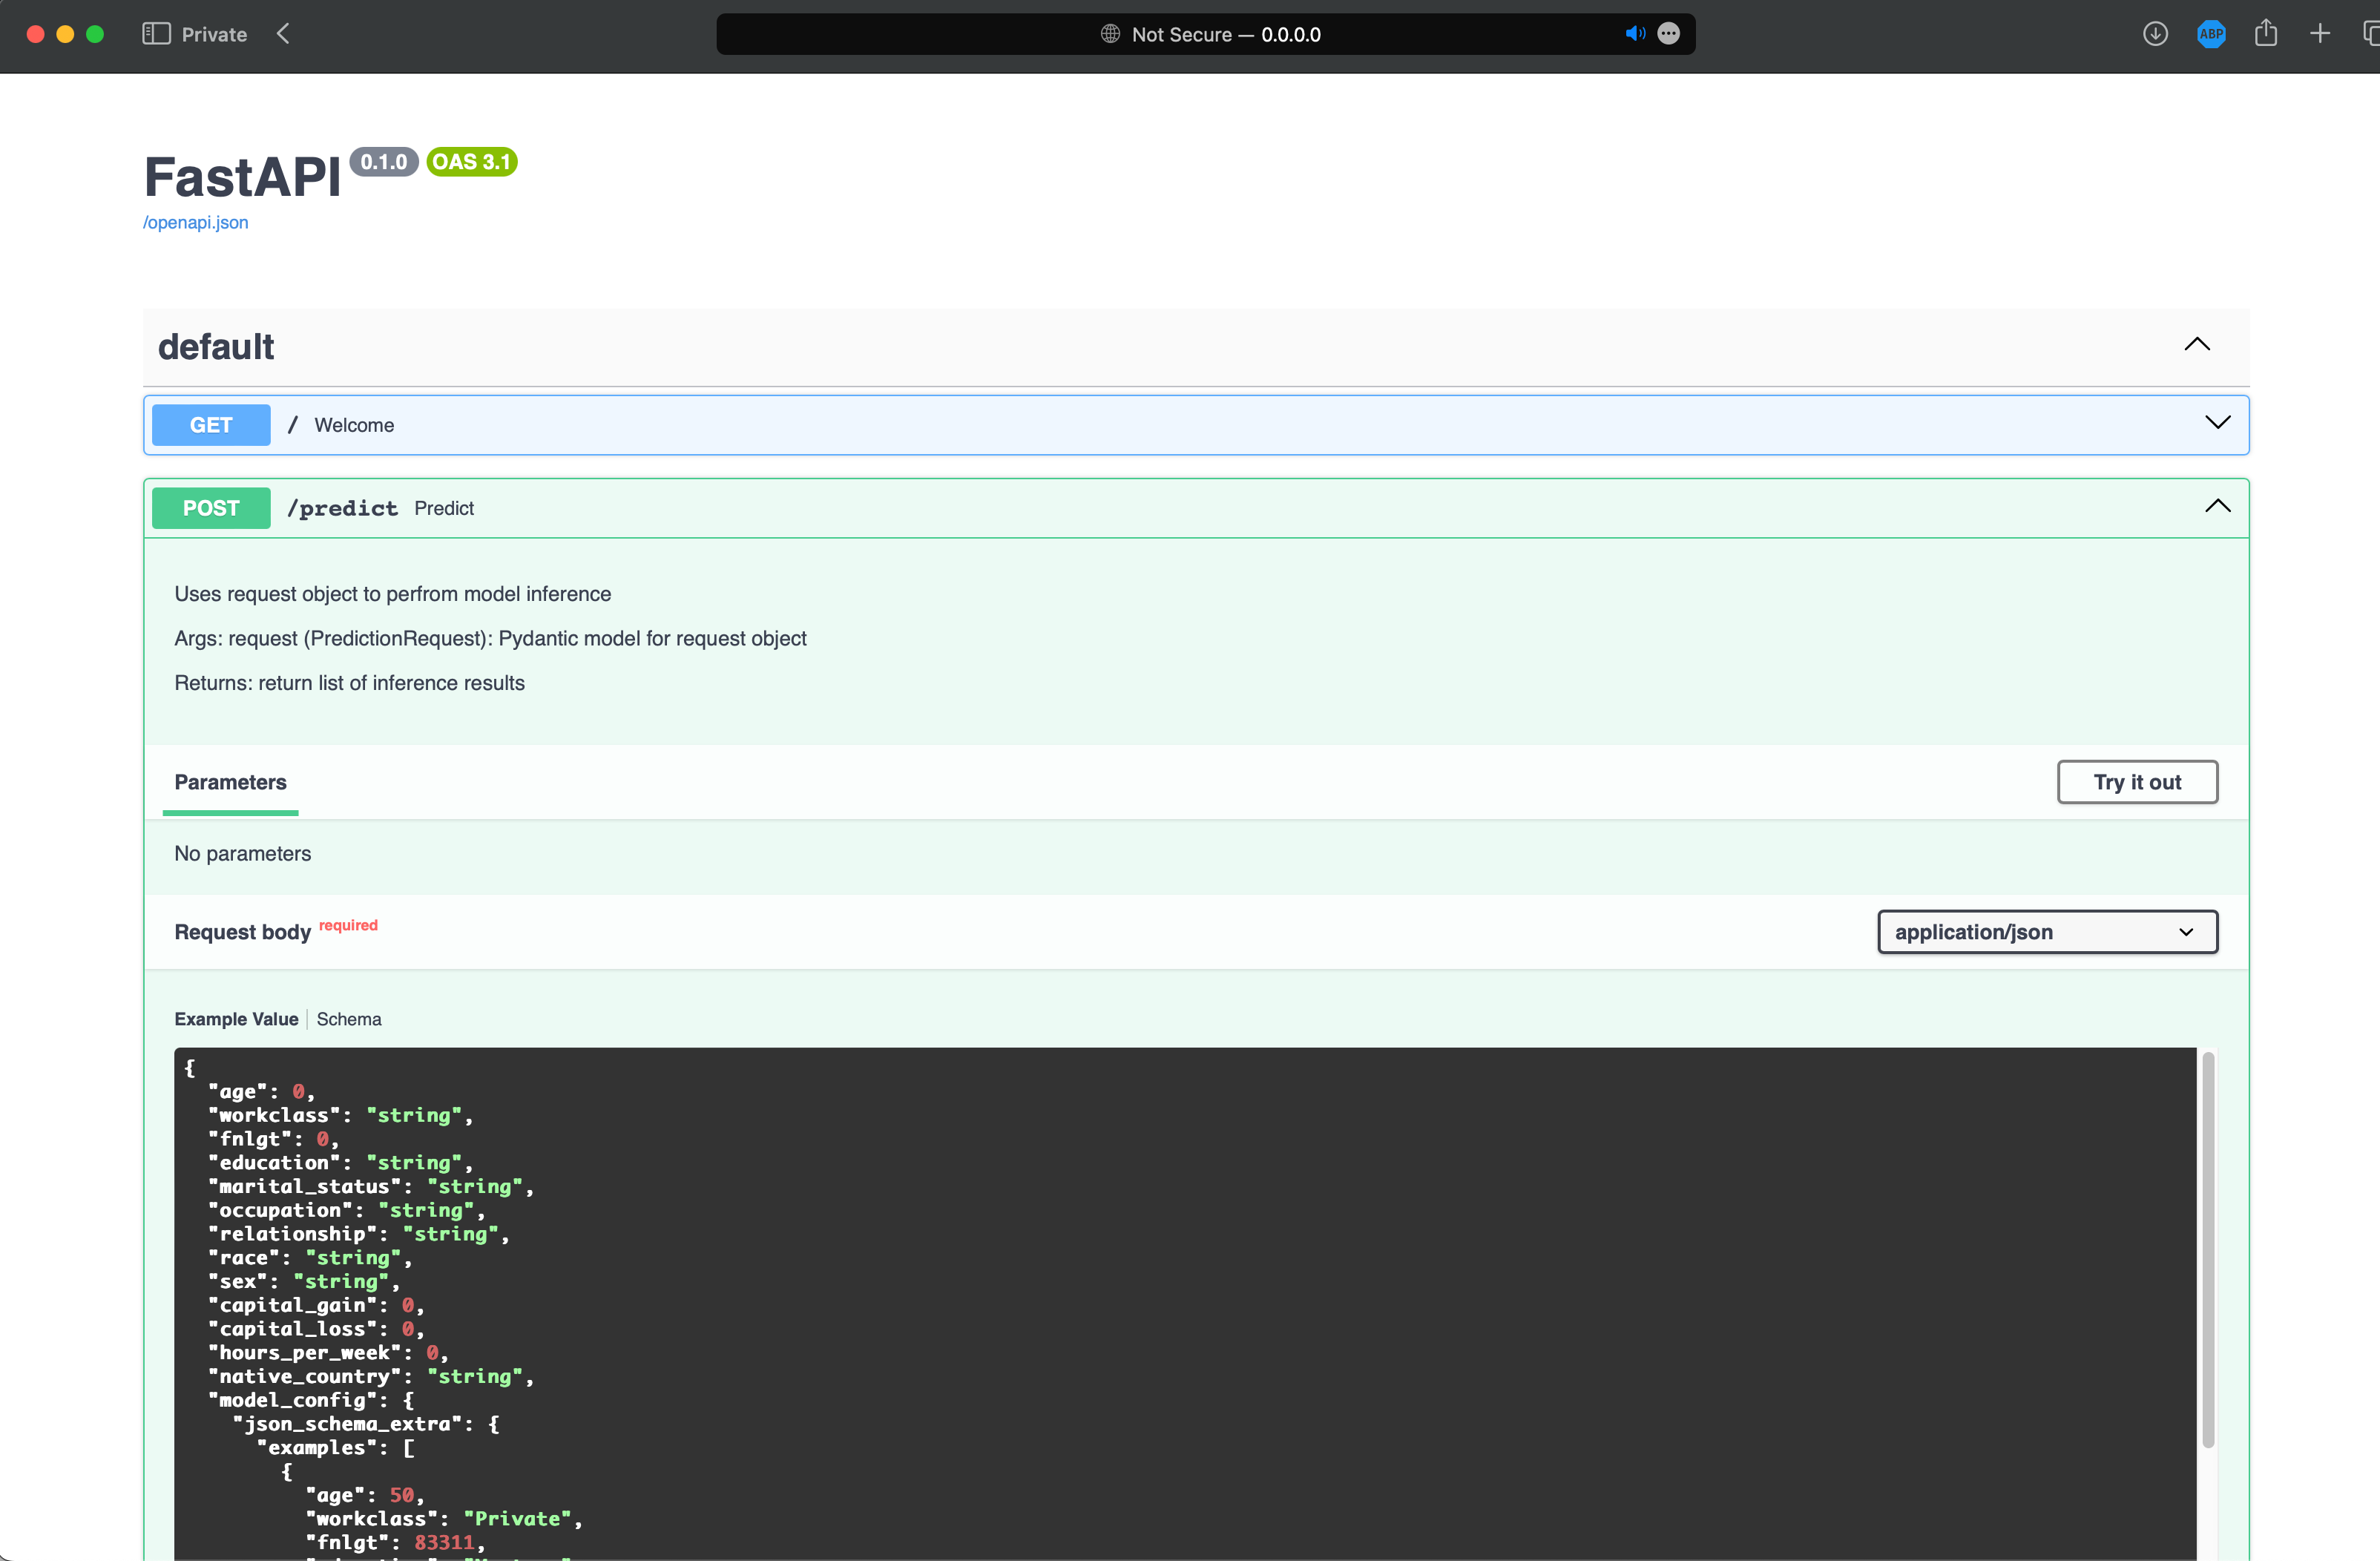 Private
Not Secure — 0.0.0.0
ABP
FastAPI 0.1.0 OAS 3.1
/openapi.json
default
GET / Welcome
POST /predict Predict
Uses request object to perfrom model inference
Args: request (PredictionRequest): Pydantic model for request object
Returns: return list of inference results
Parameters
Try it out
No parameters
Request body required
application/json
Example Value | Schema
{
"age": 0,
"workclass": "string",
"fnlgt": 0,
"education": "string",
"marital_status": "string",
"occupation": "string",
"relationship": "string",
"race": "string",
"sex": "string",
"capital_gain": 0,
"capital_loss": 0,
"hours_per_week": 0,
"native_country": "string",
"model_config": {
"json_schema_extra": {
"examples": [
{
"age": 50,
"workclass": "Private",
"fnlgt": 83311,